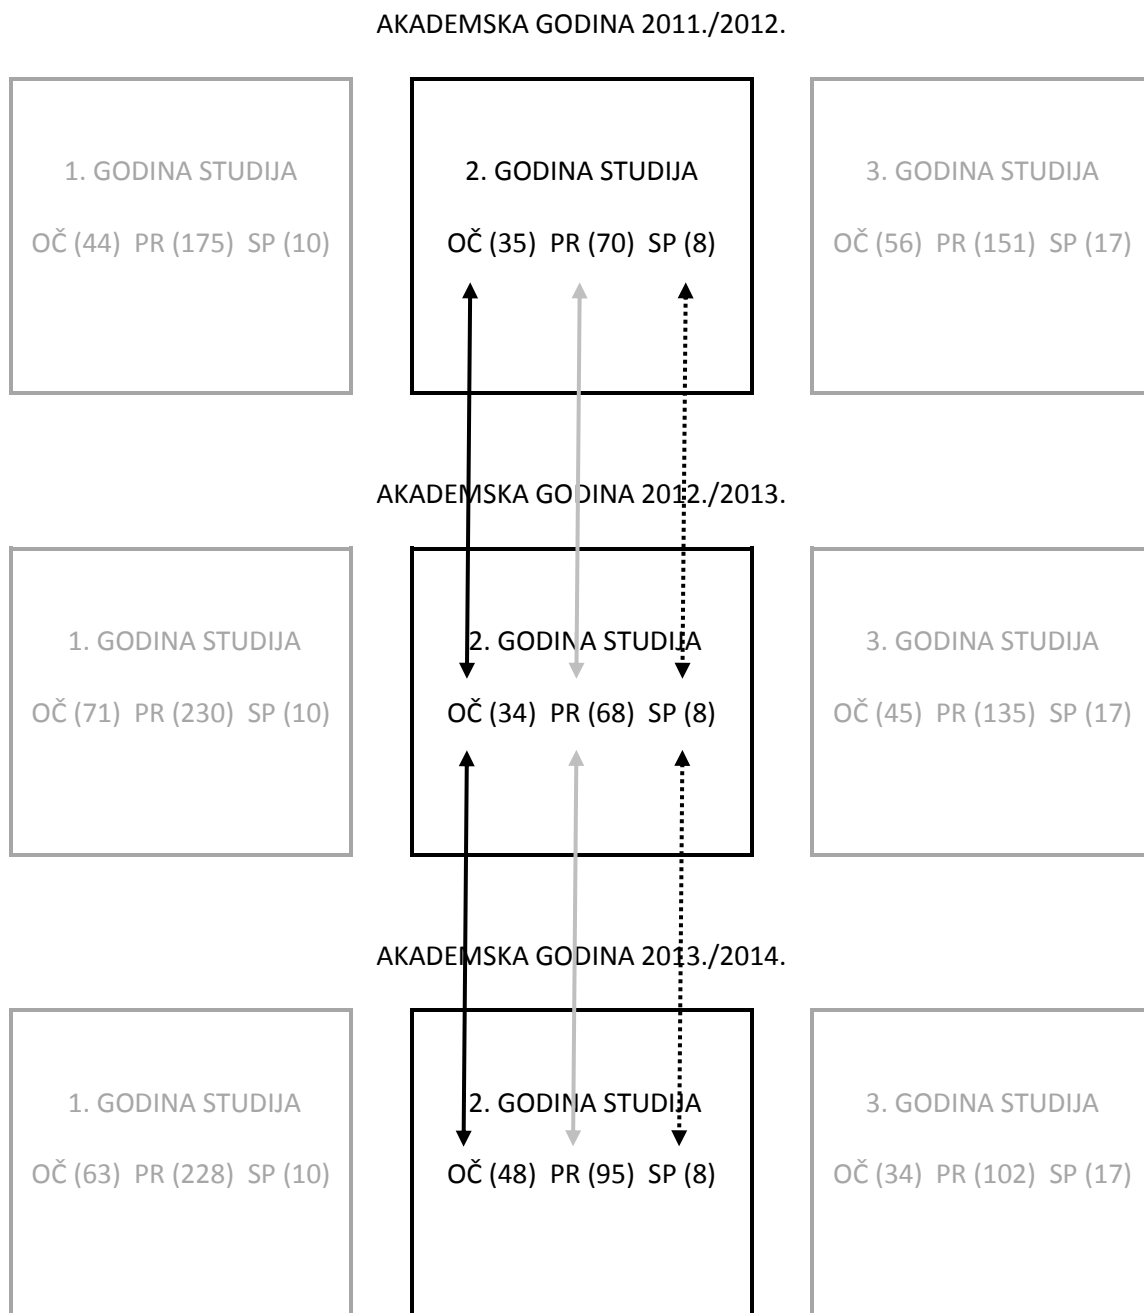 AKADEMSKA GODINA 2011./2012.
1. GODINA STUDIJA
OČ (44) PR (175) SP (10)
2. GODINA STUDIJA
OČ (35) PR (70) SP (8)
3. GODINA STUDIJA
OČ (56) PR (151) SP (17)
AKADEMSKA GODINA 2012./2013.
1. GODINA STUDIJA
OČ (71) PR (230) SP (10)
2. GODINA STUDIJA
OČ (34) PR (68) SP (8)
3. GODINA STUDIJA
OČ (45) PR (135) SP (17)
AKADEMSKA GODINA 2013./2014.
1. GODINA STUDIJA
OČ (63) PR (228) SP (10)
2. GODINA STUDIJA
OČ (48) PR (95) SP (8)
3. GODINA STUDIJA
OČ (34) PR (102) SP (17)